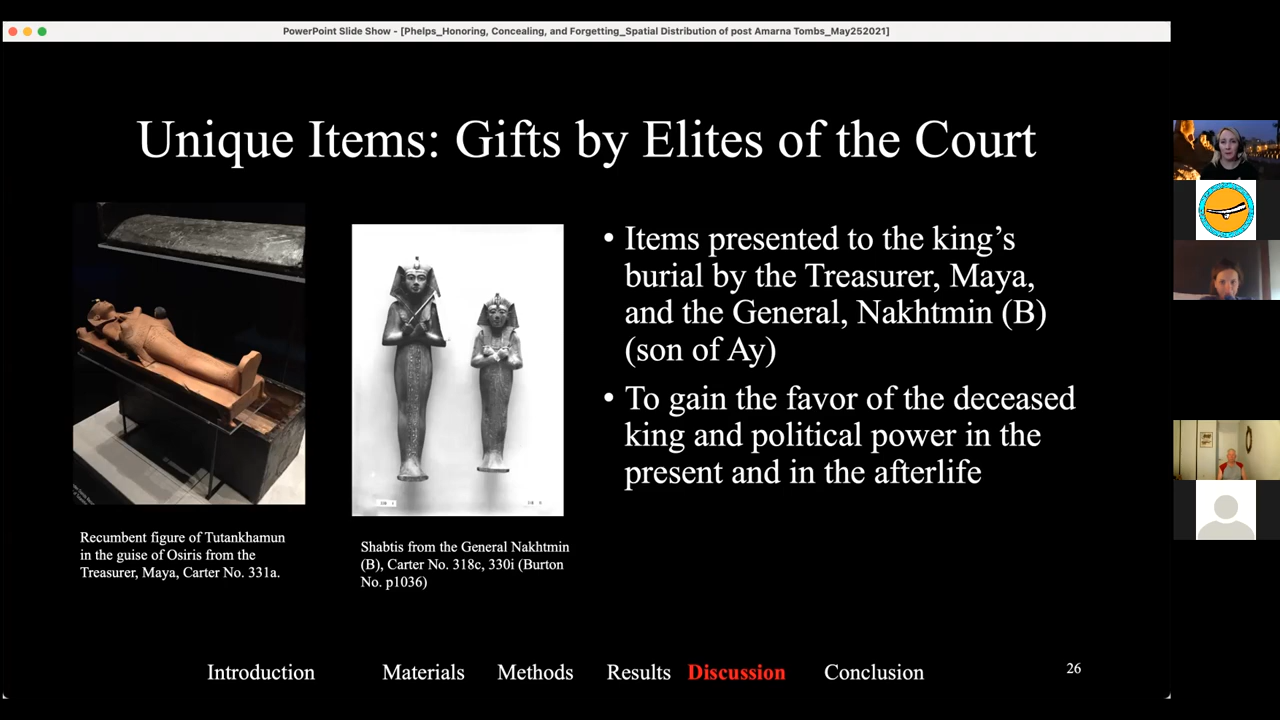 PowerPoint Slide Show - [Phelps_Honoring, Concealing, and Forgetting_Spatial Distribution of post Amarna Tombs_May252021]
Unique Items: Gifts by Elites of the Court
• Items presented to the king’s
burial by the Treasurer, Maya,
and the General, Nakhtmin (B)
(son of Ay)
• To gain the favor of the deceased
king and political power in the
present and in the afterlife
Recumbent figure of Tutankhamun
in the guise of Osiris from the
Treasurer, Maya, Carter No. 331a.
Shabtis from the General Nakhtmin
(B), Carter No. 318c, 330i (Burton
No. p1036)
Introduction Materials Methods Results Discussion Conclusion 26